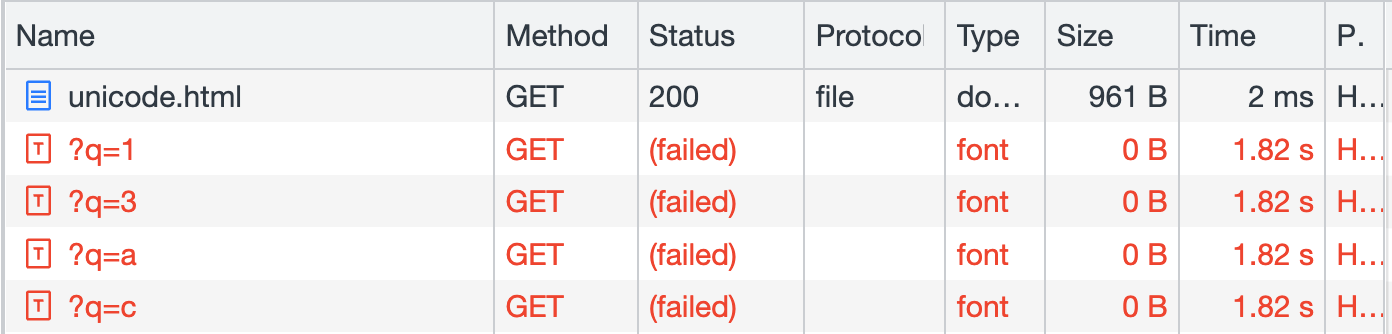 Name Method Status Protocol Type Size Time P.
unicode.html GET 200 file do... 961 B 2 ms H...
?q=1 GET (failed) font 0 B 1.82 s H...
?q=3 GET (failed) font 0 B 1.82 s H...
?q=a GET (failed) font 0 B 1.82 s H...
?q=c GET (failed) font 0 B 1.82 s H...